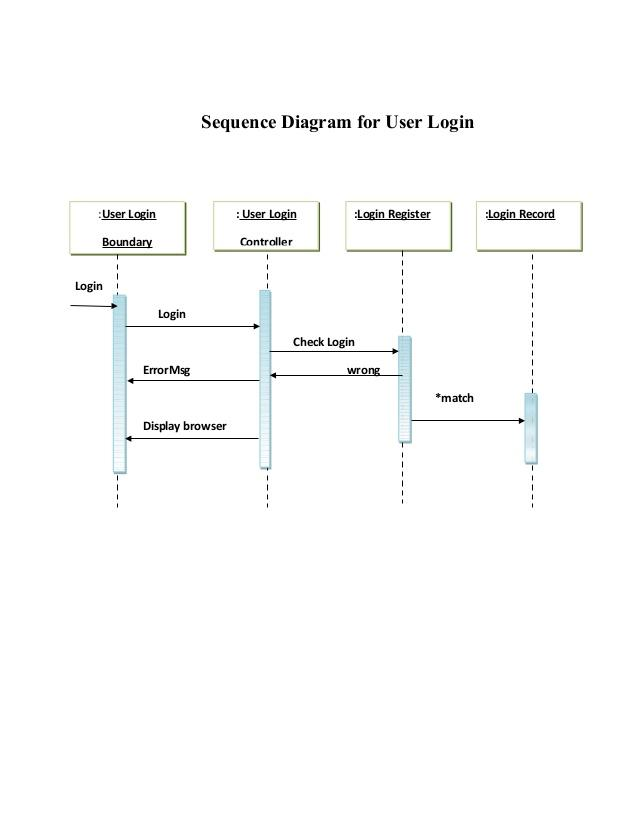 Sequence Diagram for User Login
:User Login
Boundary
: User Login
Controller
:Login Register
:Login Record
Login
Login
Check Login
ErrorMsg
wrong
*match
Display browser